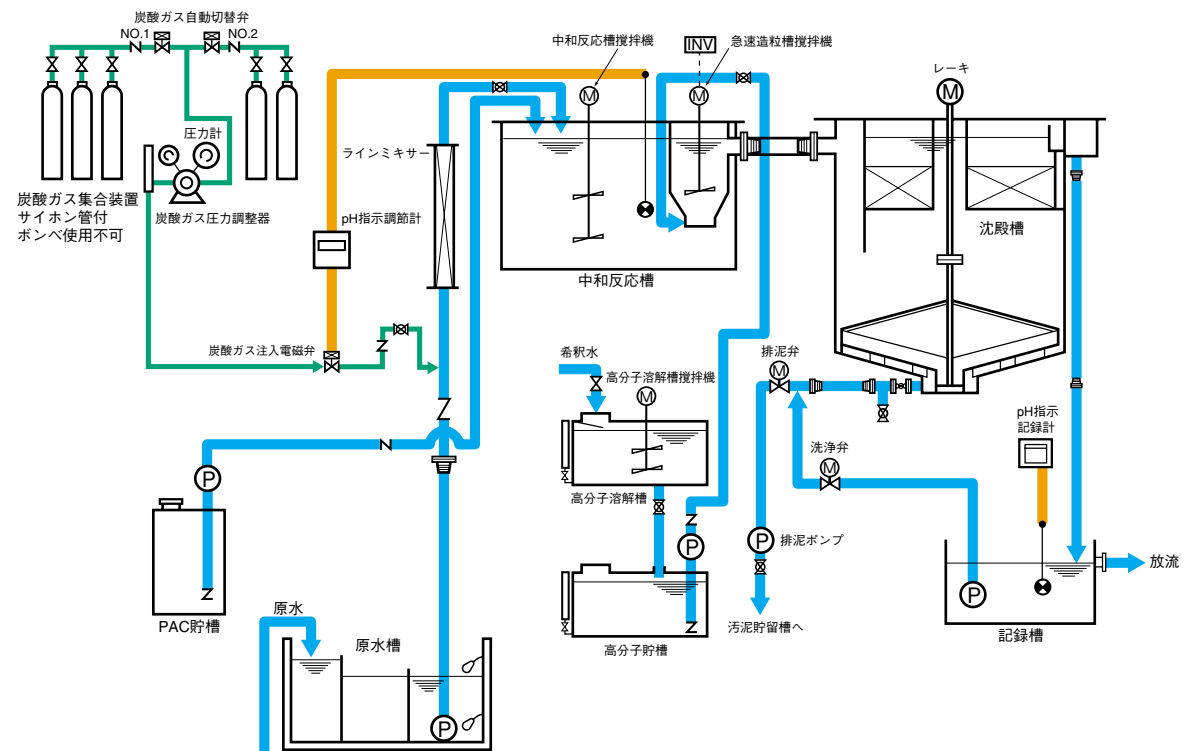 炭酸ガス自動切替弁
NO.1
NO.2
圧力計
炭酸ガス集合装置
サイホン管付
ボンベ使用不可
炭酸ガス圧力調整器
ラインミキサー
pH指示調節計
炭酸ガス注入電磁弁
中和反応槽撹拌機
INV
急速造粒槽撹拌機
M
M
中和反応槽
レーキ
M
沈殿槽
希釈水
高分子溶解槽撹拌機
M
高分子溶解槽
P
高分子貯槽
排泥弁
M
洗浄弁
M
P
排泥ポンプ
汚泥貯留槽へ
pH指示
記録計
P
放流
記録槽
P
PAC貯槽
原水
原水槽
P